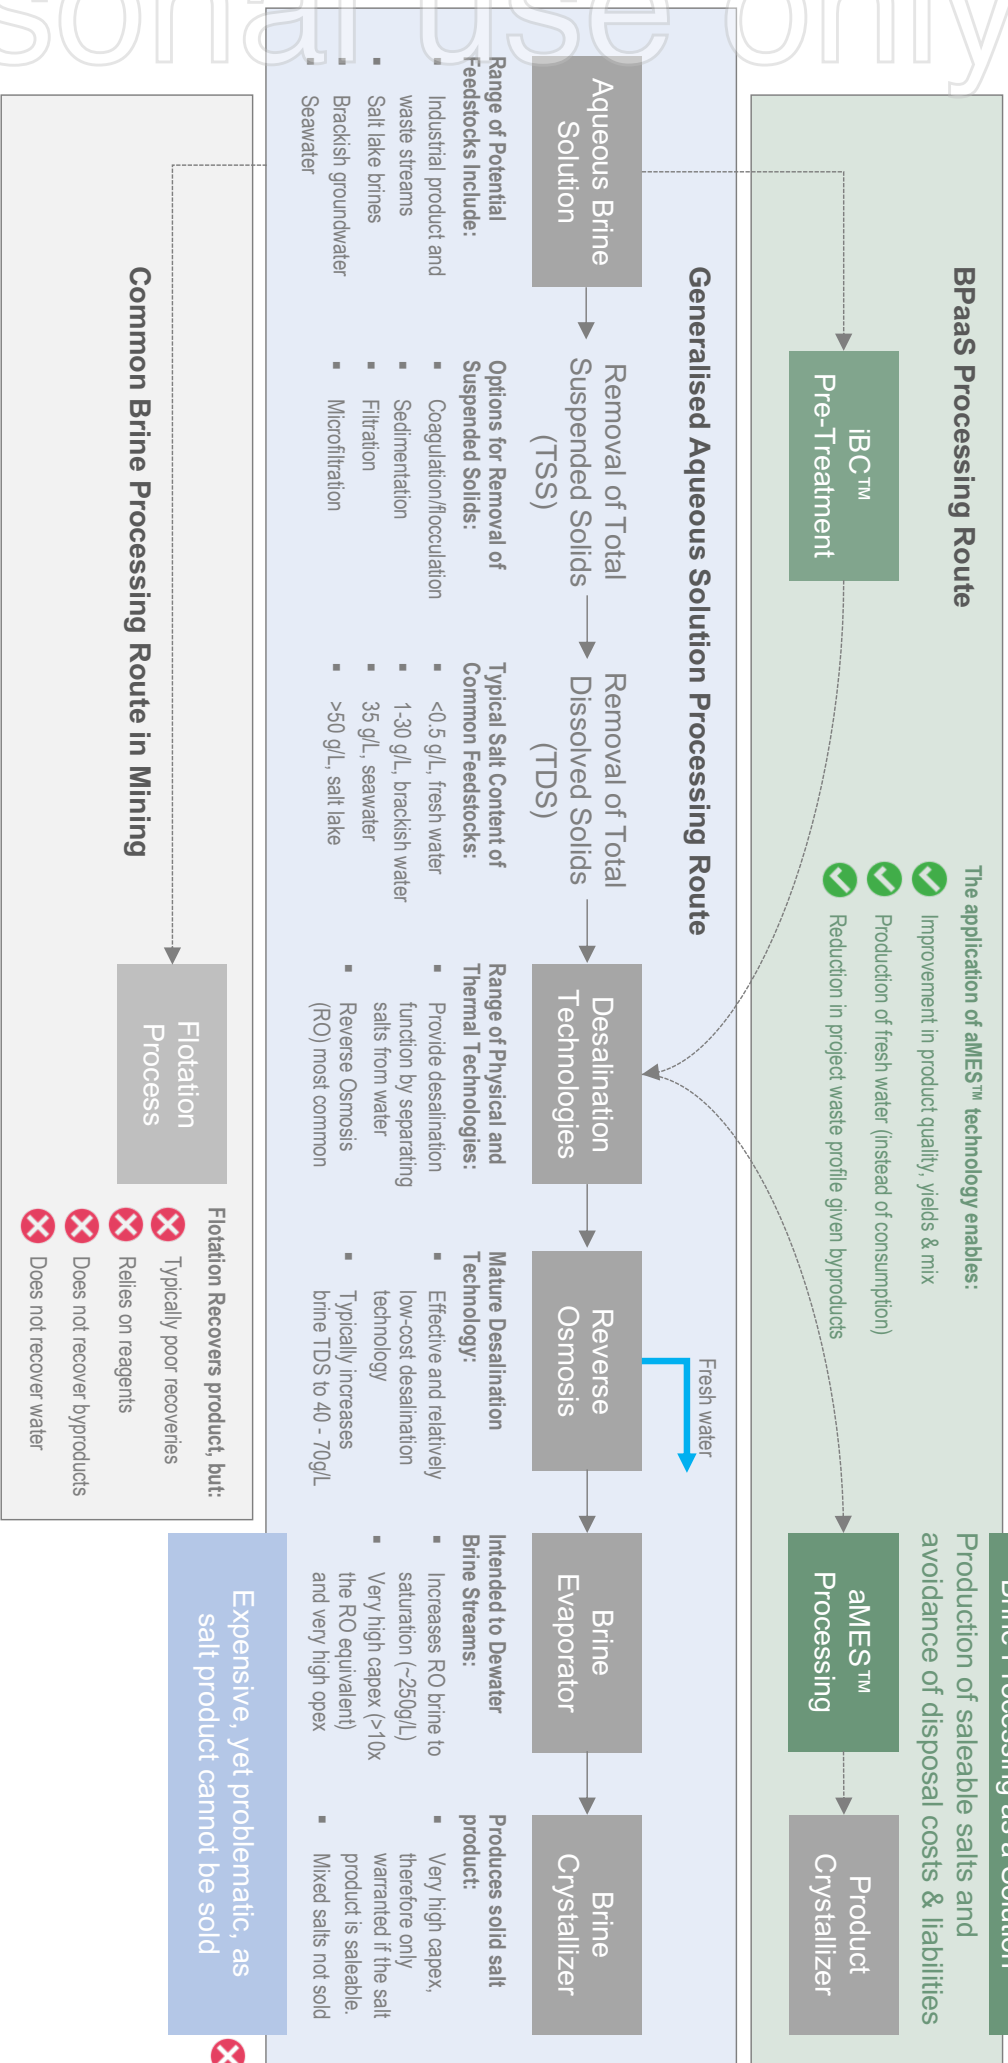 sonal use only
BPaaS Processing Route
iBC™
Pre-Treatment
The application of aMES™ technology enables:
Improvement in product quality, yields & mix
Production of fresh water (instead of consumption)
Reduction in project waste profile given byproducts
Brine Processing as a Solution
Production of saleable salts and
avoidance of disposal costs & liabilities
aMES™
Processing
Product
Crystallizer
Generalised Aqueous Solution Processing Route
Aqueous Brine
Solution
Removal of Total
Suspended Solids
(TSS)
Removal of Total
Dissolved Solids
(TDS)
Desalination
Technologies
Reverse
Osmosis
Fresh water
Brine
Evaporator
Brine
Crystallizer
Range of Potential
Feedstocks Include:
▪ Industrial product and
waste streams
▪ Salt lake brines
▪ Brackish groundwater
▪ Seawater
Options for Removal of
Suspended Solids:
▪ Coagulation/flocculation
▪ Sedimentation
▪ Filtration
▪ Microfiltration
Typical Salt Content of
Common Feedstocks:
▪ <0.5 g/L, fresh water
▪ 1-30 g/L, brackish water
▪ 35 g/L, seawater
▪ >50 g/L, salt lake
Range of Physical and
Thermal Technologies:
▪ Provide desalination
function by separating
salts from water
▪ Reverse Osmosis
(RO) most common
Mature Desalination
Technology:
▪ Effective and relatively
low-cost desalination
technology
▪ Typically increases
brine TDS to 40 - 70g/L
Intended to Dewater
Brine Streams:
▪ Increases RO brine to
saturation (~250g/L)
▪ Very high capex (>10x
the RO equivalent)
and very high opex
Produces solid salt
product:
▪ Very high capex,
therefore only
warranted if the salt
product is saleable.
▪ Mixed salts not sold
Expensive, yet problematic, as
salt product cannot be sold
Common Brine Processing Route in Mining
Flotation
Process
Flotation Recovers product, but:
Typically poor recoveries
Relies on reagents
Does not recover byproducts
Does not recover water